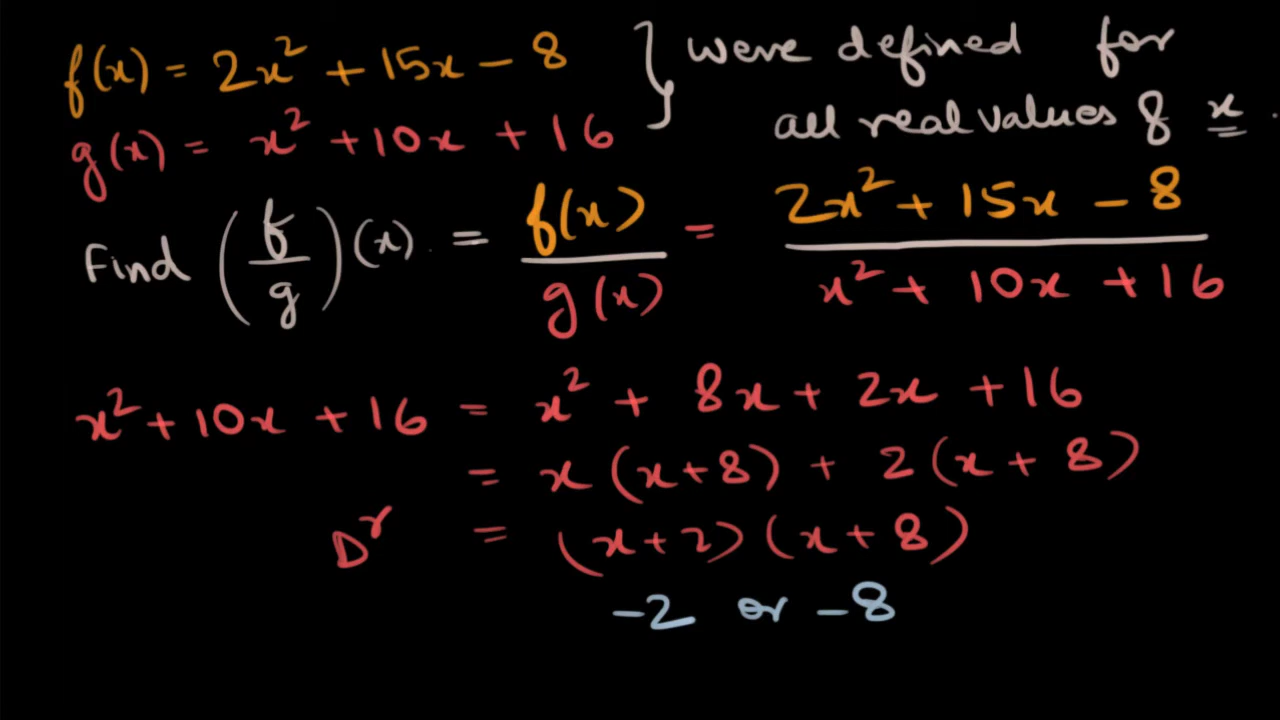 f(x) = 2x² + 15x - 8 } were defined for
g(x) = x² + 10x + 16 all real values of x.
Find (f/g)(x). = f(x)/g(x) = (2x² + 15x - 8)/(x² + 10x + 16)
x² + 10x + 16 = x² + 8x + 2x + 16
= x(x+8) + 2(x+8)
Dʳ = (x+2)(x+8)
-2 or -8